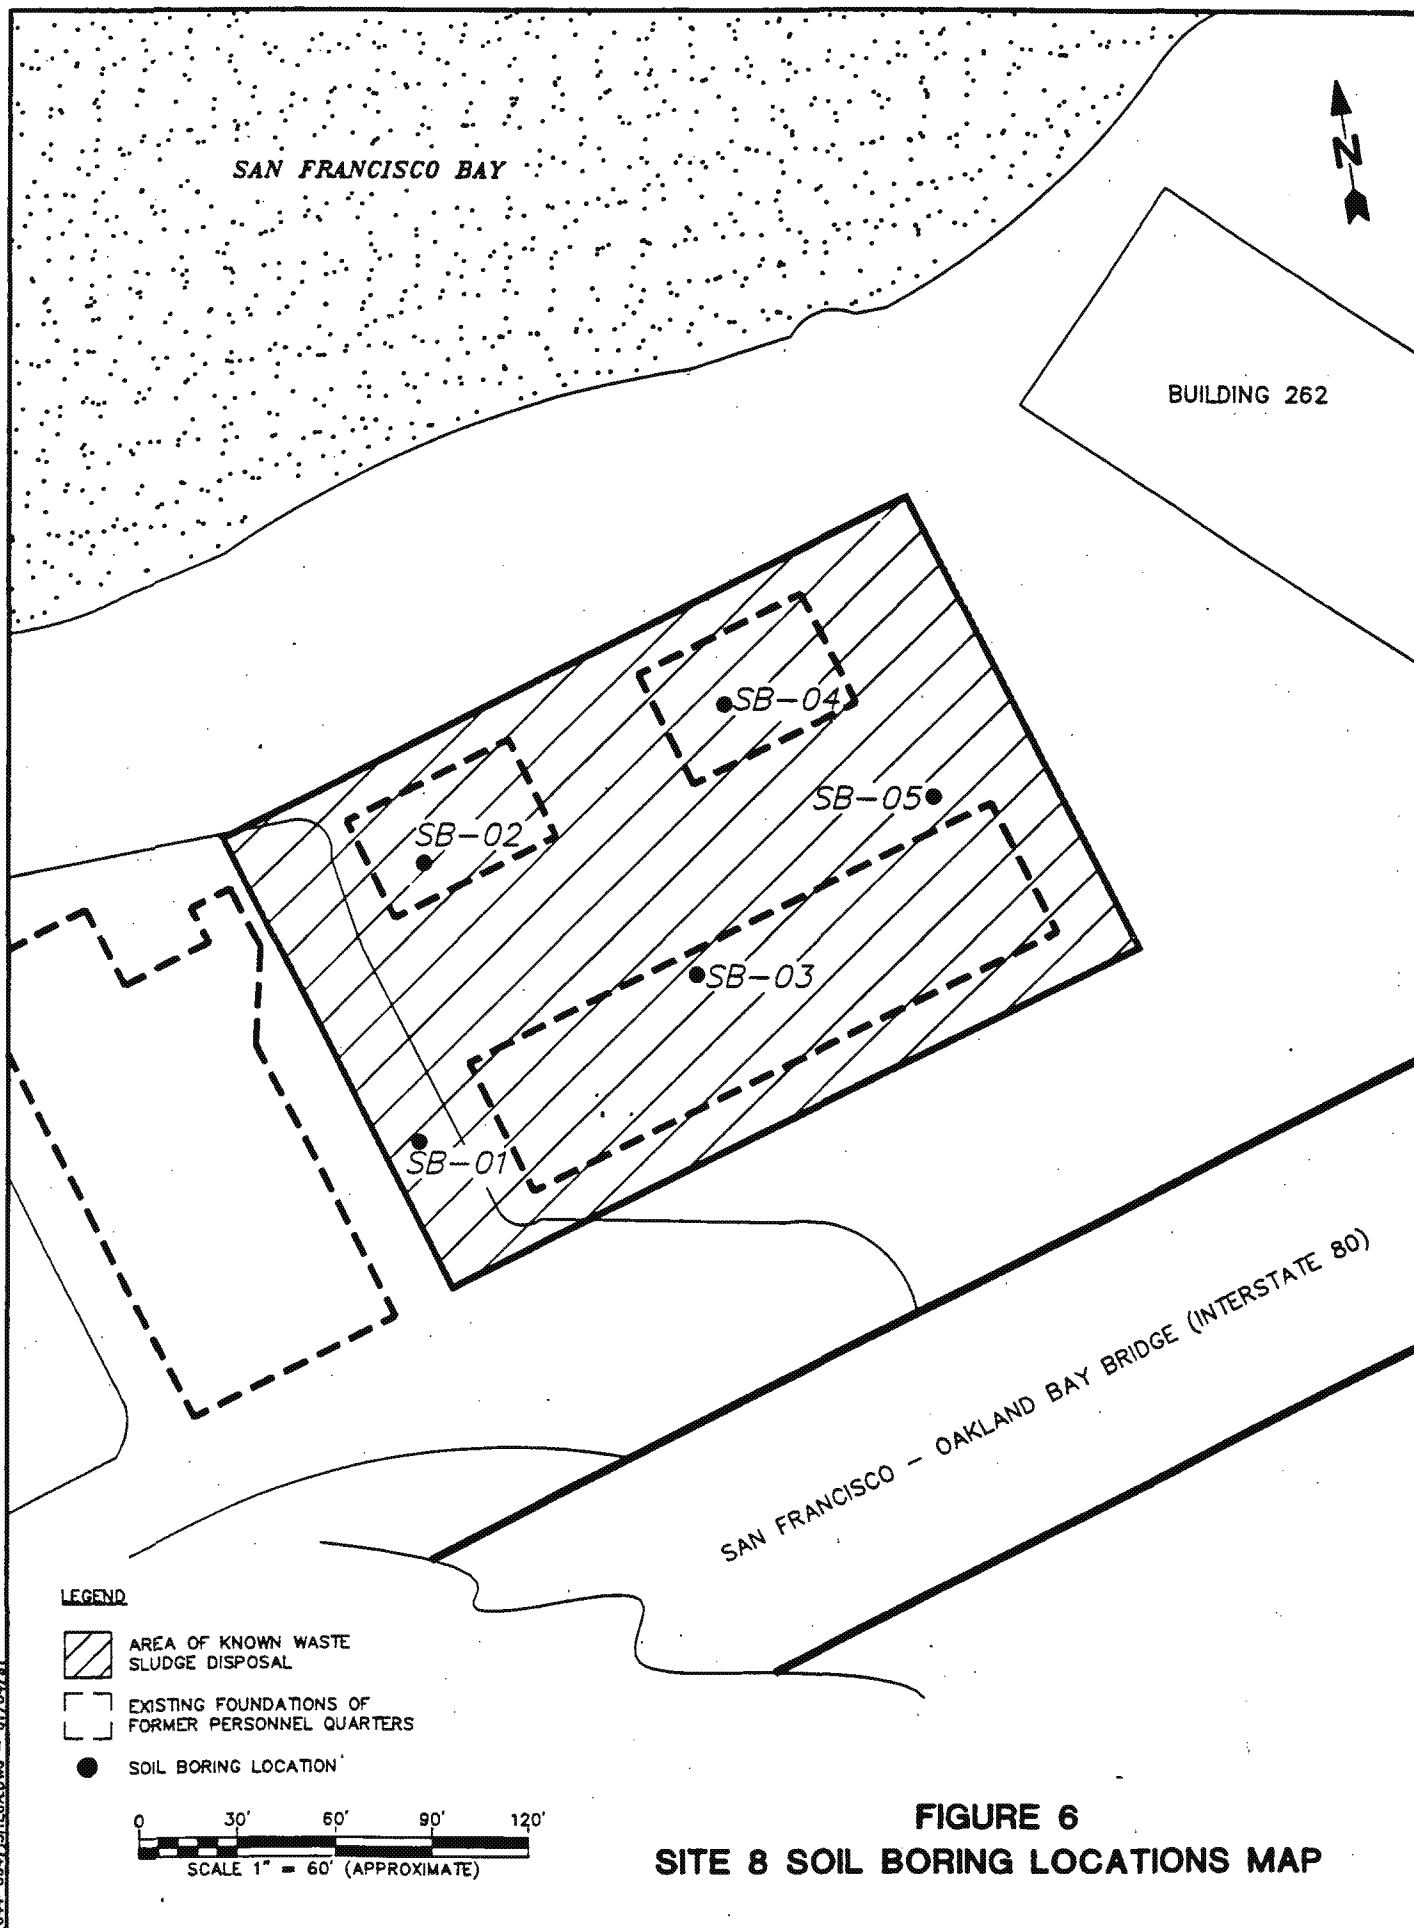 SAN FRANCISCO BAY
N
BUILDING 262
SB-04
SB-05
SB-02
SB-03
SB-01
SAN FRANCISCO - OAKLAND BAY BRIDGE (INTERSTATE 80)
LEGEND
AREA OF KNOWN WASTE
SLUDGE DISPOSAL
EXISTING FOUNDATIONS OF
FORMER PERSONNEL QUARTERS
SOIL BORING LOCATION
0 30' 60' 90' 120'
SCALE 1" = 60' (APPROXIMATE)
FIGURE 6
SITE 8 SOIL BORING LOCATIONS MAP